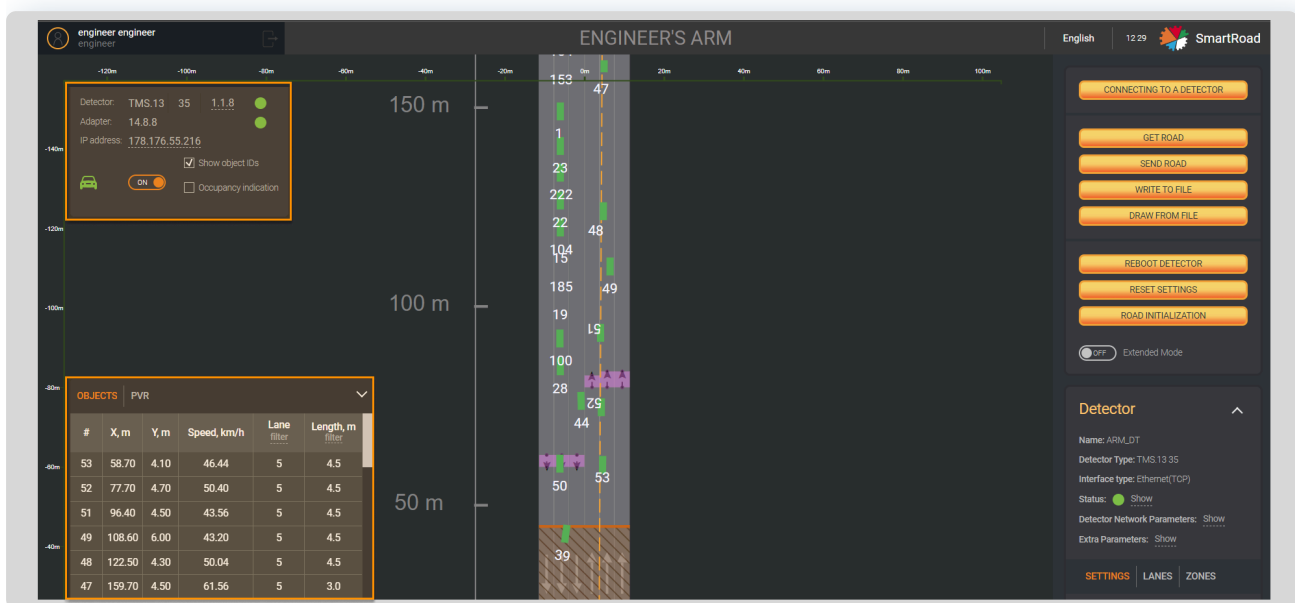 engineer engineer
engineer
ENGINEER'S ARM
English
12 29
SmartRoad
-120m
-100m
-80m
-60m
-40m
-20m
0m
20m
40m
60m
80m
100m
Detector: TMS.13 35 1.1.8
Adapter: 14.8.8
IP address: 178.176.55.216
Show object IDs
ON
Occupancy indication
-140m
-120m
-100m
-80m
-60m
-40m
150 m
100 m
50 m
153
47
1
23
222
22
48
104
15
185
49
19
51
100
28
52
44
50
53
39
OBJECTS PVR
# X, m Y, m Speed, km/h Lane Length, m
filter filter
53 58.70 4.10 46.44 5 4.5
52 77.70 4.70 50.40 5 4.5
51 96.40 4.50 43.56 5 4.5
49 108.60 6.00 43.20 5 4.5
48 122.50 4.30 50.04 5 4.5
47 159.70 4.50 61.56 5 3.0
CONNECTING TO A DETECTOR
GET ROAD
SEND ROAD
WRITE TO FILE
DRAW FROM FILE
REBOOT DETECTOR
RESET SETTINGS
ROAD INITIALIZATION
OFF Extended Mode
Detector
Name: ARM_DT
Detector Type: TMS.13 35
Interface type: Ethernet(TCP)
Status: Show
Detector Network Parameters: Show
Extra Parameters: Show
SETTINGS LANES ZONES